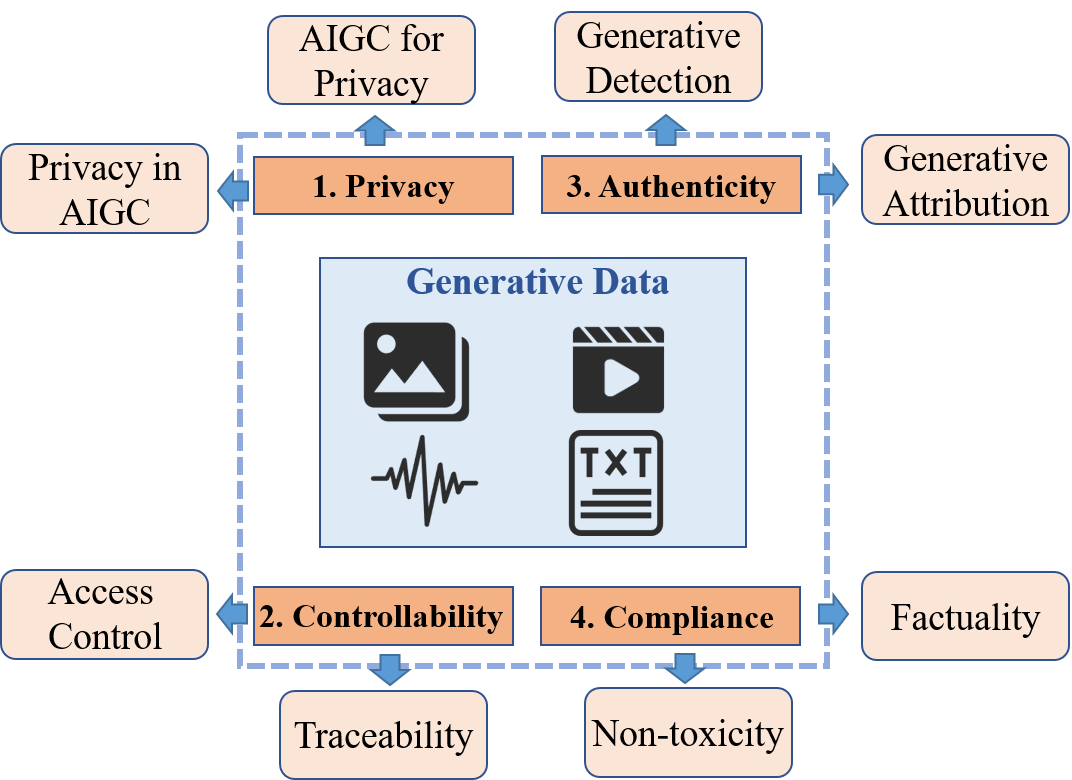 AIGC for
Privacy
Generative
Detection
Privacy in
AIGC
1. Privacy
3. Authenticity
Generative
Attribution
Generative Data
TXT
Access
Control
2. Controllability
4. Compliance
Factuality
Traceability
Non-toxicity